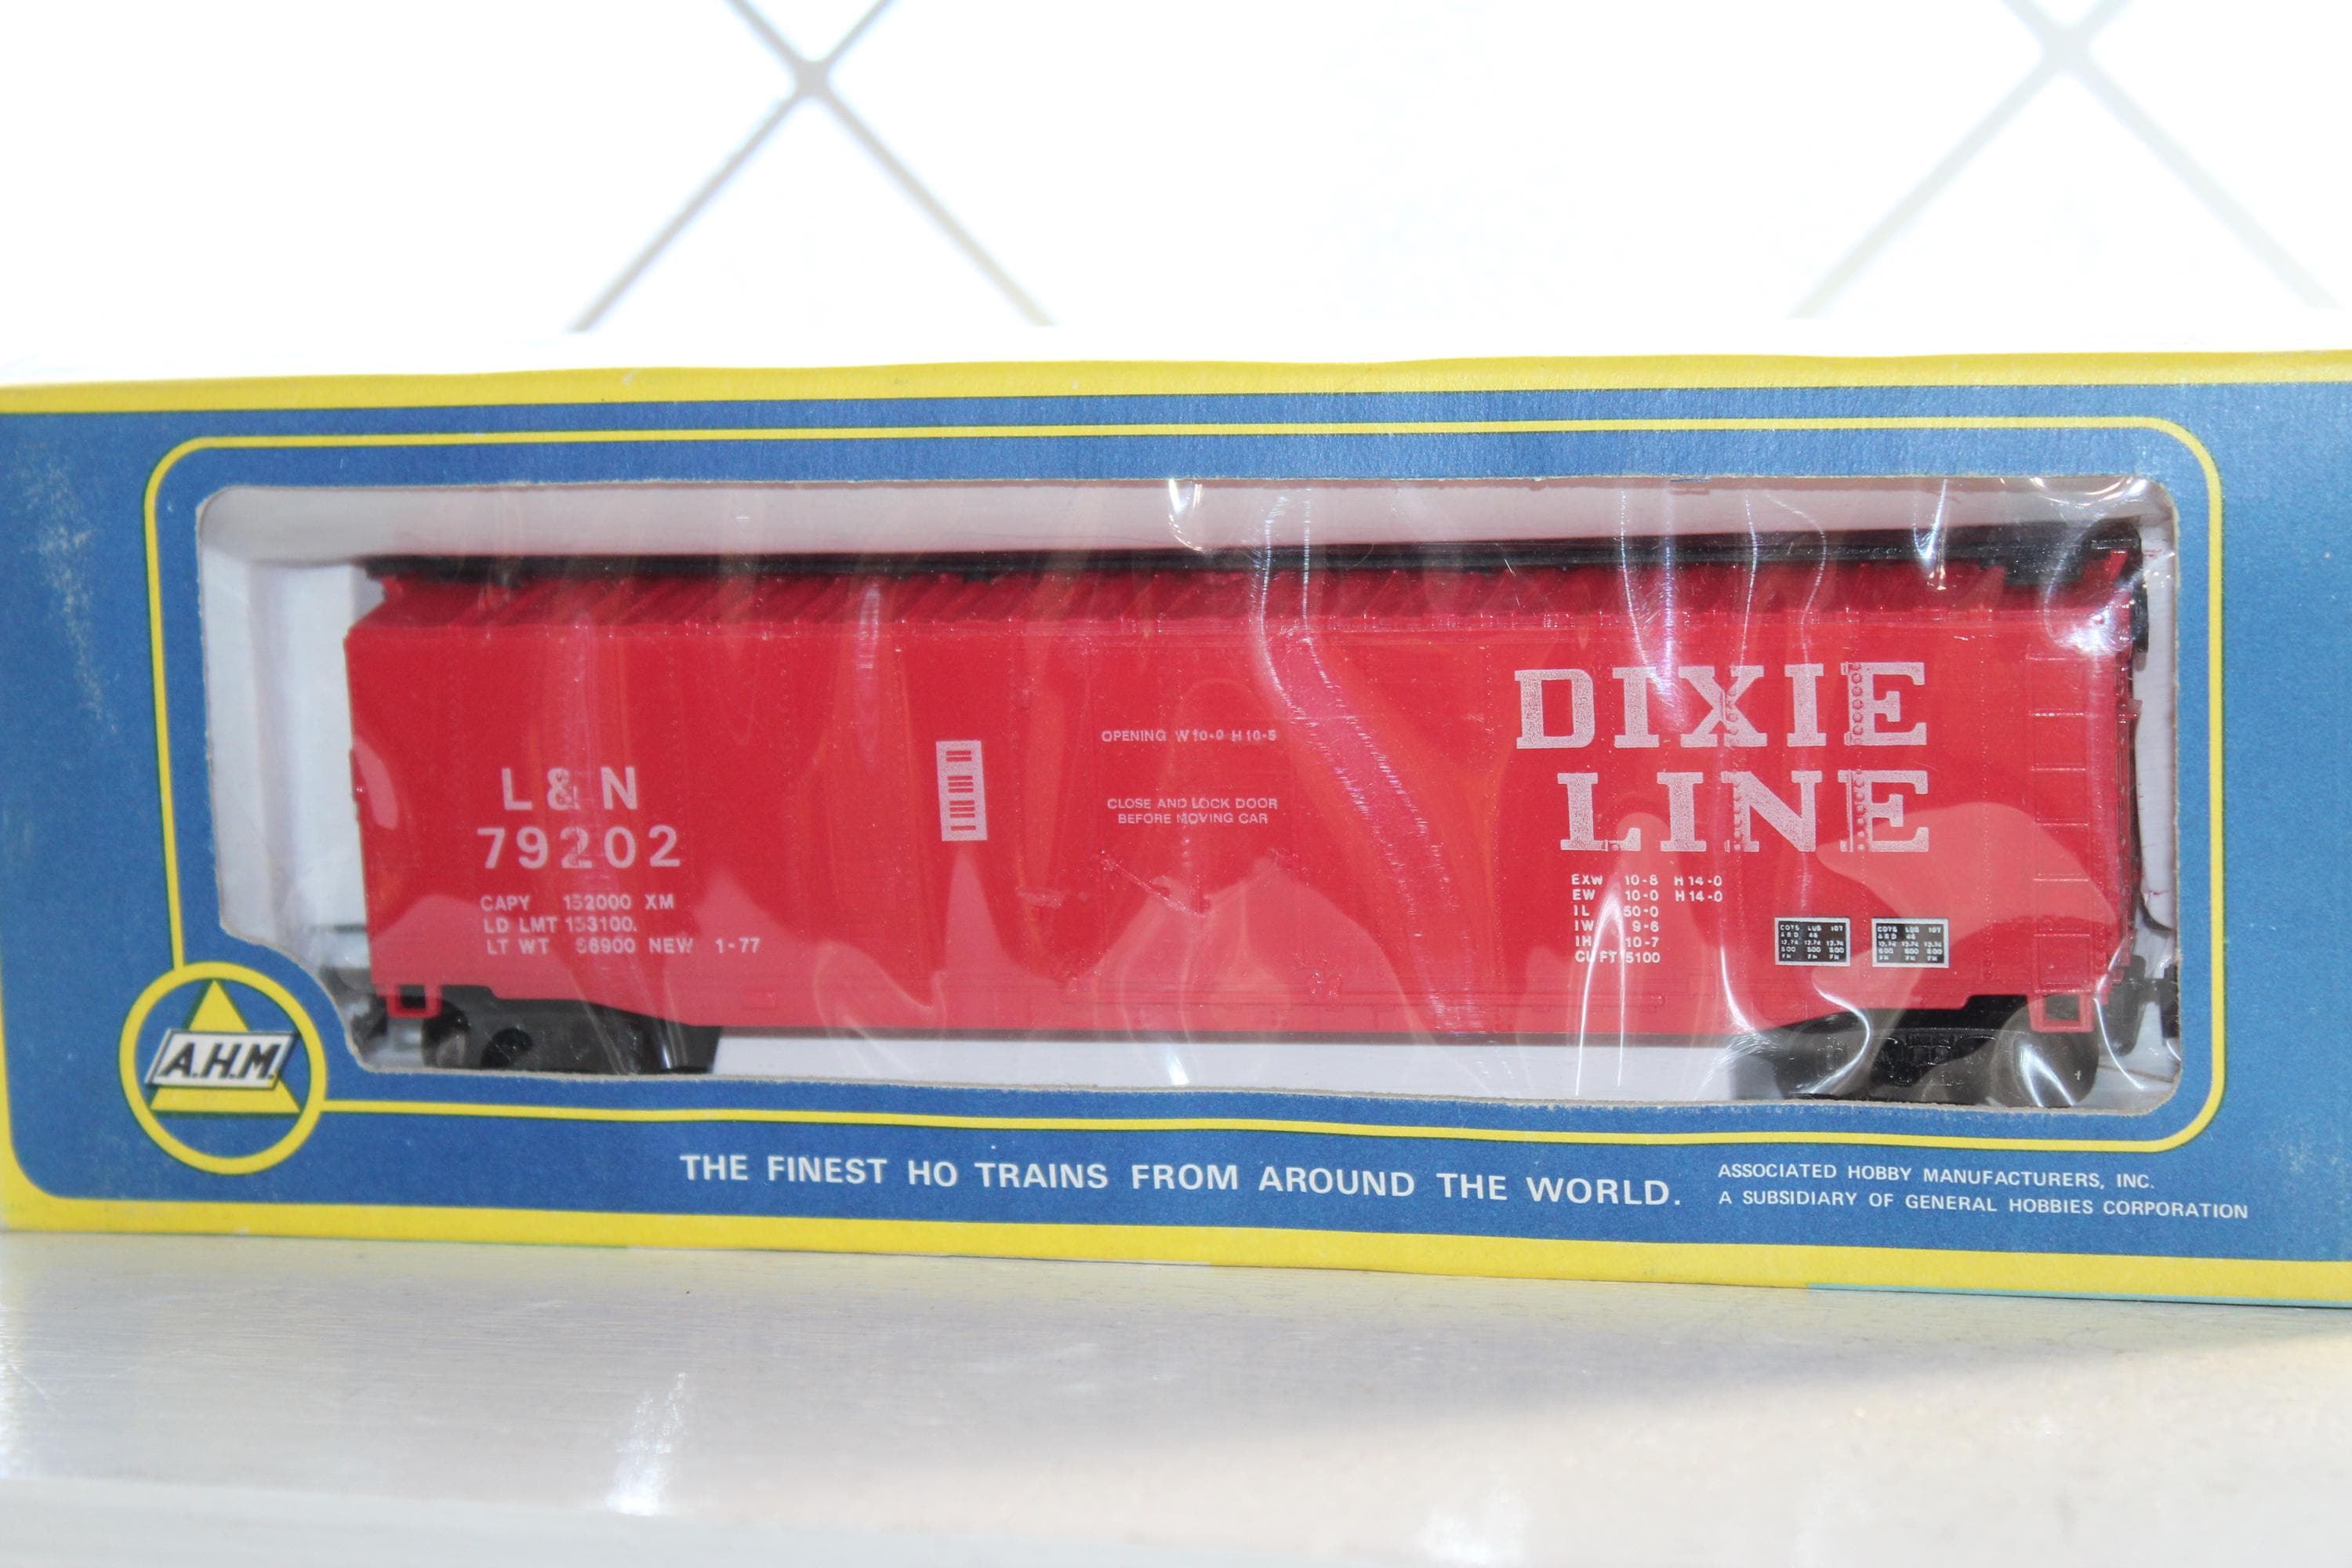 L&N
79202
CAPY 152000 XM
LD LMT 153100.
LT WT 56900 NEW 1-77
OPENING W10-0 H10-5
CLOSE AND LOCK DOOR
BEFORE MOVING CAR
DIXIE
LINE
EXW 10-8 H14-0
EW 10-0 H14-0
IL 50-0
IW 9-6
IH 10-7
CU FT 5100
A.H.M.
THE FINEST HO TRAINS FROM AROUND THE WORLD.
ASSOCIATED HOBBY MANUFACTURERS, INC.
A SUBSIDIARY OF GENERAL HOBBIES CORPORATION